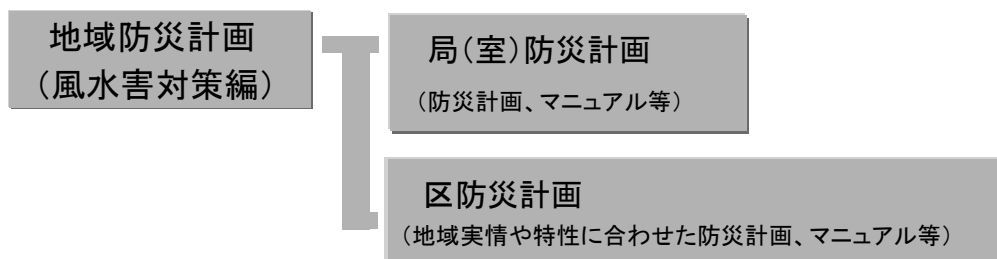 地域防災計画
（風水害対策編）
局（室）防災計画
（防災計画、マニュアル等）
区防災計画
（地域実情や特性に合わせた防災計画、マニュアル等）